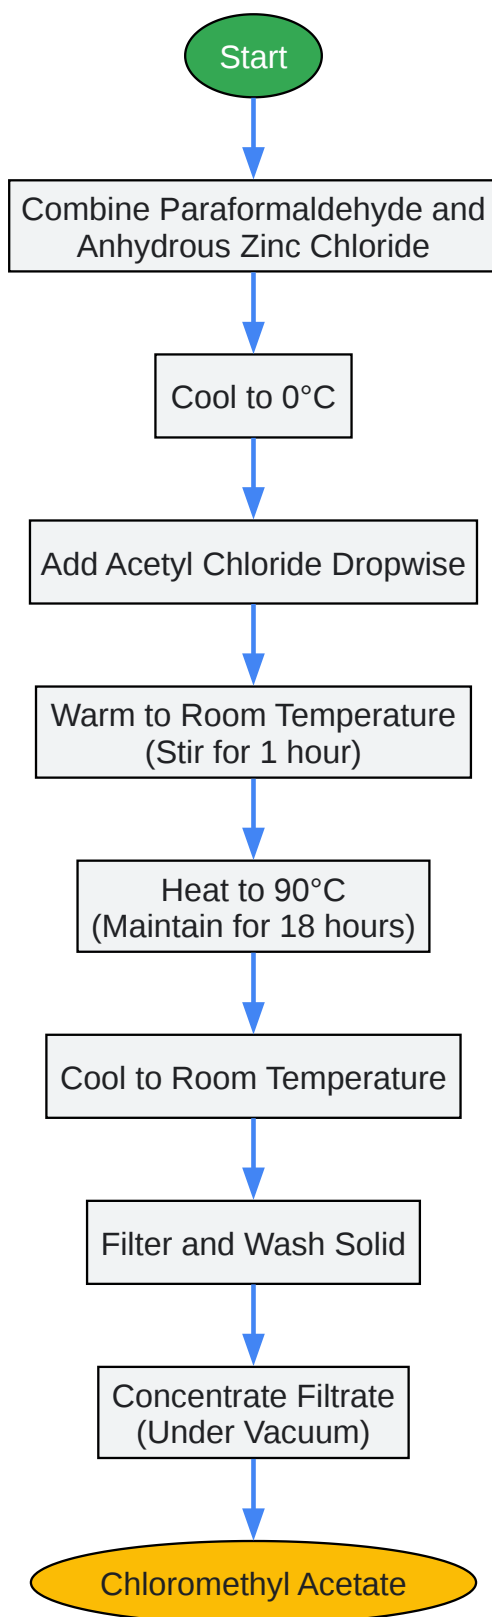 Start
Combine Paraformaldehyde and
Anhydrous Zinc Chloride
Cool to 0°C
Add Acetyl Chloride Dropwise
Warm to Room Temperature
(Stir for 1 hour)
Heat to 90°C
(Maintain for 18 hours)
Cool to Room Temperature
Filter and Wash Solid
Concentrate Filtrate
(Under Vacuum)
Chloromethyl Acetate